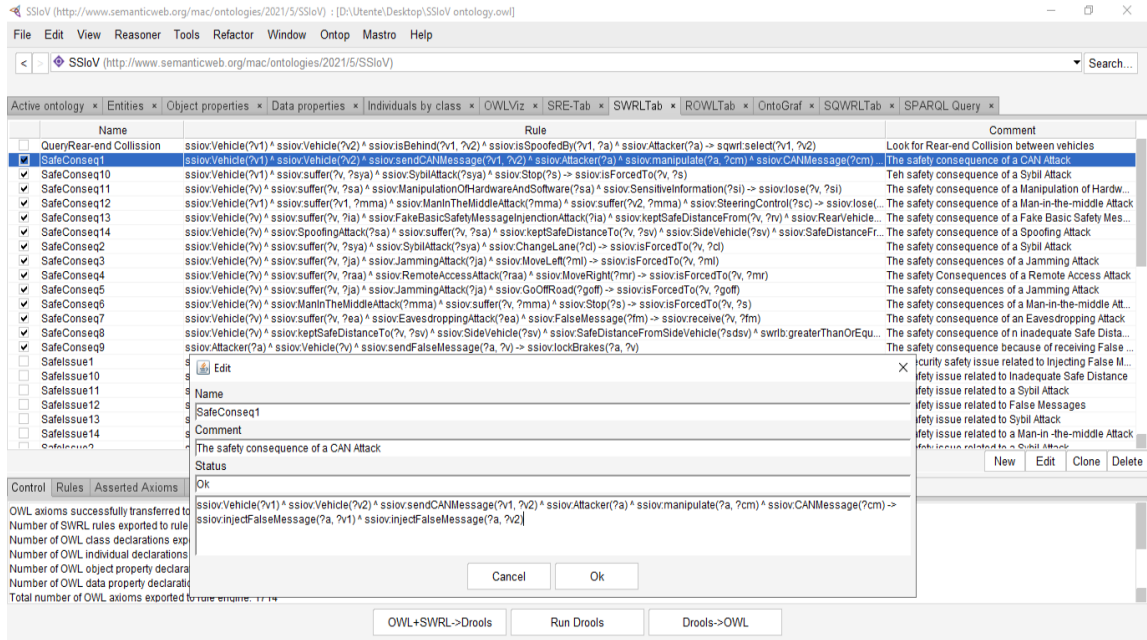 SSIoV (http://www.semanticweb.org/mac/ontologies/2021/5/SSIoV) : [D:\Utente\Desktop\SSIoV ontology.owl]
File Edit View Reasoner Tools Refactor Window Ontop Mastro Help
< > SSIoV (http://www.semanticweb.org/mac/ontologies/2021/5/SSIoV) Search...
Active ontology × Entities × Object properties × Data properties × Individuals by class × OWLViz × SRE-Tab × SWRLTab × ROWLTab × OntoGraf × SQWRLTab × SPARQL Query ×
Name Rule Comment
QueryRear-end Collission ssiov:Vehicle(?v1) ^ ssiov:Vehicle(?v2) ^ ssiov:isBehind(?v1, ?v2) ^ ssiov:isSpoofedBy(?v1, ?a) ^ ssiov:Attacker(?a) -> sqwrl:select(?v1, ?v2) Look for Rear-end Collision between vehicles
SafeConseq1 ssiov:Vehicle(?v1) ^ ssiov:Vehicle(?v2) ^ ssiov:sendCANMessage(?v1, ?v2) ^ ssiov:Attacker(?a) ^ ssiov:manipulate(?a, ?cm) ^ ssiov:CANMessage(?cm) ... The safety consequence of a CAN Attack
SafeConseq10 ssiov:Vehicle(?v1) ^ ssiov:suffer(?v, ?sya) ^ ssiov:SybilAttack(?sya) ^ ssiov:Stop(?s) -> ssiov:isForcedTo(?v, ?s) Teh safety consequence of a Sybil Attack
SafeConseq11 ssiov:Vehicle(?v) ^ ssiov:suffer(?v, ?sa) ^ ssiov:ManipulationOfHardwareAndSoftware(?sa) ^ ssiov:SensitiveInformation(?si) -> ssiov:lose(?v, ?si) The safety consequence of a Manipulation of Hardw...
SafeConseq12 ssiov:Vehicle(?v1) ^ ssiov:suffer(?v1, ?mma) ^ ssiov:ManInTheMiddleAttack(?mma) ^ ssiov:suffer(?v2, ?mma) ^ ssiov:SteeringControl(?sc) -> ssiov:lose(... The safety consequence of a Man-in-the-middle Attack
SafeConseq13 ssiov:Vehicle(?v) ^ ssiov:suffer(?v, ?ia) ^ ssiov:FakeBasicSafetyMessageInjenctionAttack(?ia) ^ ssiov:keptSafeDistanceFrom(?v, ?rv) ^ ssiov:RearVehicle... The safety consequence of a Fake Basic Safety Mes...
SafeConseq14 ssiov:Vehicle(?v) ^ ssiov:SpoofingAttack(?sa) ^ ssiov:suffer(?v, ?sa) ^ ssiov:keptSafeDistanceTo(?v, ?sv) ^ ssiov:SideVehicle(?sv) ^ ssiov:SafeDistanceFr... The safety consequence of a Spoofing Attack
SafeConseq2 ssiov:Vehicle(?v) ^ ssiov:suffer(?v, ?sya) ^ ssiov:SybilAttack(?sya) ^ ssiov:ChangeLane(?cl) -> ssiov:isForcedTo(?v, ?cl) The safety consequence of a Sybil Attack
SafeConseq3 ssiov:Vehicle(?v) ^ ssiov:suffer(?v, ?ja) ^ ssiov:JammingAttack(?ja) ^ ssiov:MoveLeft(?ml) -> ssiov:isForcedTo(?v, ?ml) The safety consequences of a Jamming Attack
SafeConseq4 ssiov:Vehicle(?v) ^ ssiov:suffer(?v, ?raa) ^ ssiov:RemoteAccessAttack(?raa) ^ ssiov:MoveRight(?mr) -> ssiov:isForcedTo(?v, ?mr) The safety Consequences of a Remote Access Attack
SafeConseq5 ssiov:Vehicle(?v) ^ ssiov:suffer(?v, ?ja) ^ ssiov:JammingAttack(?ja) ^ ssiov:GoOffRoad(?goff) -> ssiov:isForcedTo(?v, ?goff) The safety consequences of a Jamming Attack
SafeConseq6 ssiov:Vehicle(?v) ^ ssiov:ManInTheMiddleAttack(?mma) ^ ssiov:suffer(?v, ?mma) ^ ssiov:Stop(?s) -> ssiov:isForcedTo(?v, ?s) The safety consequences of a Man-in-the-middle Att...
SafeConseq7 ssiov:Vehicle(?v) ^ ssiov:suffer(?v, ?ea) ^ ssiov:EavesdroppingAttack(?ea) ^ ssiov:FalseMessage(?fm) -> ssiov:receive(?v, ?fm) The safety consequence of an Eavesdropping Attack
SafeConseq8 ssiov:Vehicle(?v) ^ ssiov:keptSafeDistanceTo(?v, ?sv) ^ ssiov:SideVehicle(?sv) ^ ssiov:SafeDistanceFromSideVehicle(?sdsv) ^ swrlb:greaterThanOrEqu... The safety consequence of n inadequate Safe Dista...
SafeConseq9 ssiov:Attacker(?a) ^ ssiov:Vehicle(?v) ^ ssiov:sendFalseMessage(?a, ?v) -> ssiov:lockBrakes(?a, ?v) The safety consequence because of receiving False ...
SafeIssue1 ecurity safety issue related to Injecting False M...
SafeIssue10 afety issue related to Inadequate Safe Distance
SafeIssue11 afety issue related to a Sybil Attack
SafeIssue12 afety issue related to False Messages
SafeIssue13 afety issue related to Sybil Attack
SafeIssue14 afety issue related to a Man-in -the-middle Attack
SafeIssue2 afety issue related to a Sybil Attack
New Edit Clone Delete
Edit
Name
SafeConseq1
Comment
The safety consequence of a CAN Attack
Status
Ok
ssiov:Vehicle(?v1) ^ ssiov:Vehicle(?v2) ^ ssiov:sendCANMessage(?v1, ?v2) ^ ssiov:Attacker(?a) ^ ssiov:manipulate(?a, ?cm) ^ ssiov:CANMessage(?cm) ->
ssiov:injectFalseMessage(?a, ?v1) ^ ssiov:injectFalseMessage(?a, ?v2)
Cancel Ok
Control Rules Asserted Axioms
OWL axioms successfully transferred to
Number of SWRL rules exported to rule
Number of OWL class declarations exp
Number of OWL individual declarations
Number of OWL object property declara
Number of OWL data property declaratio
Total number of OWL axioms exported to rule engine: 1714
OWL+SWRL->Drools Run Drools Drools->OWL